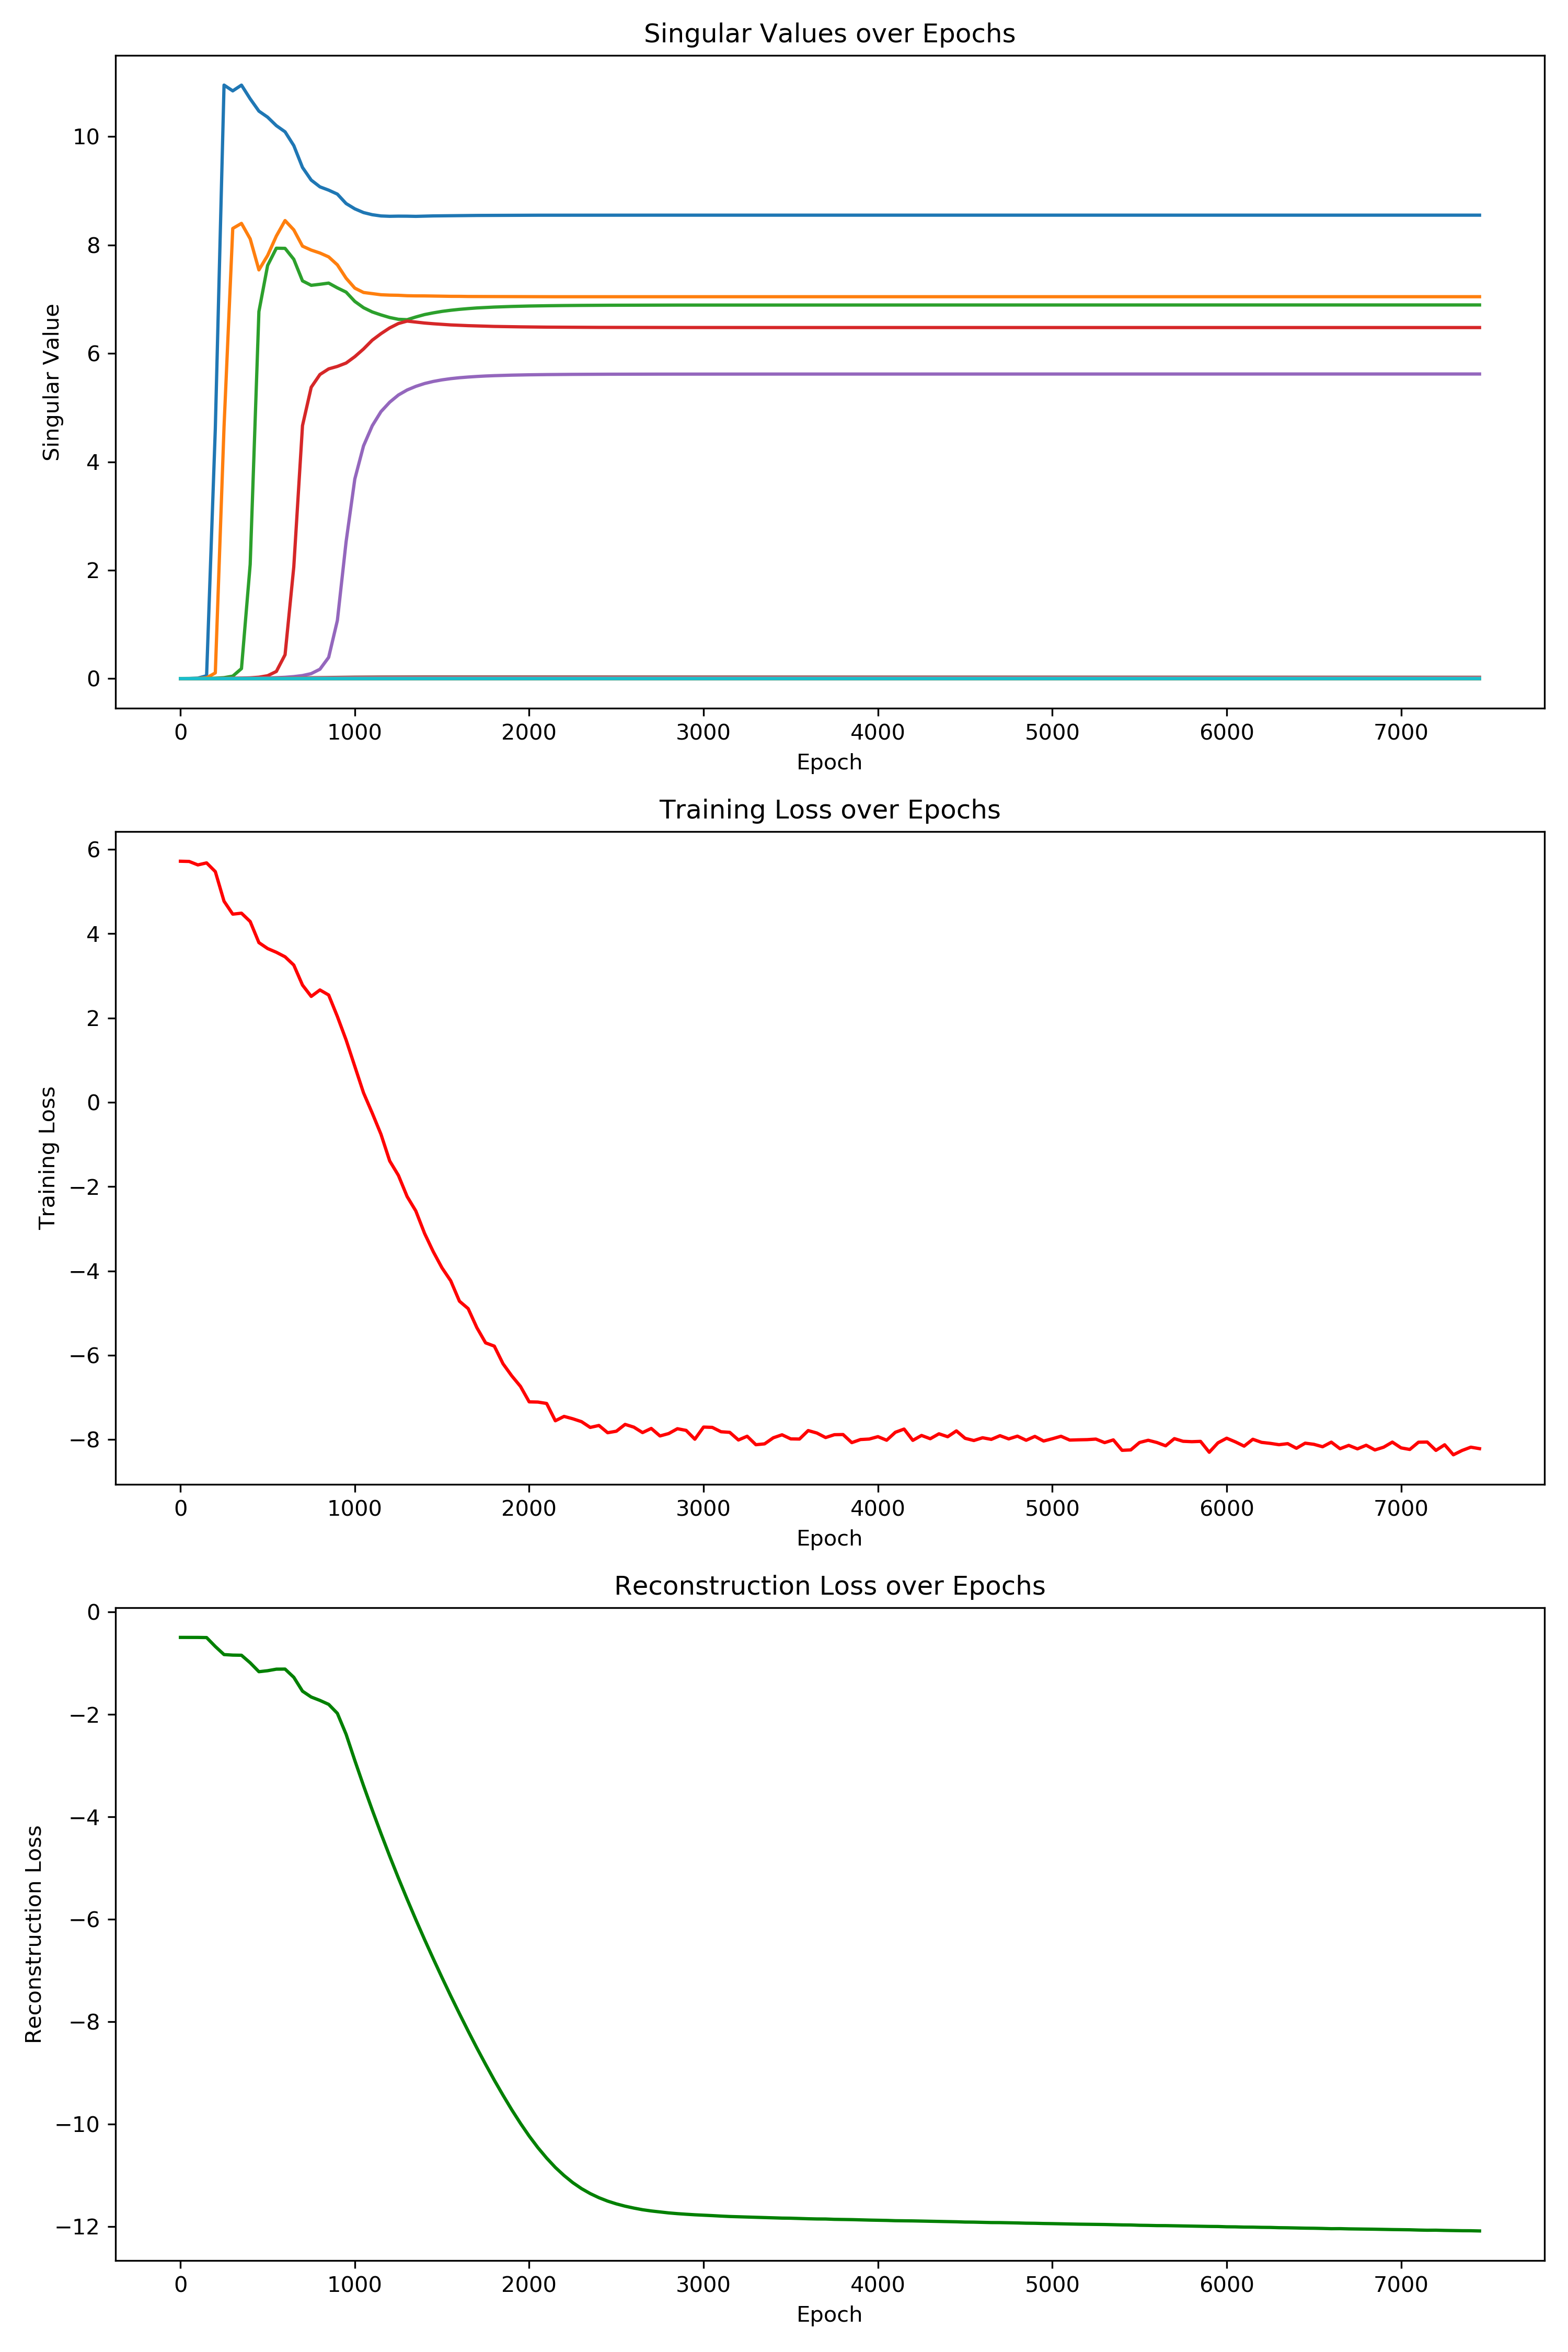 Singular Values over Epochs
10
8
6
4
2
0
Singular Value
0 1000 2000 3000 4000 5000 6000 7000
Epoch
Training Loss over Epochs
6
4
2
0
−2
−4
−6
−8
Training Loss
0 1000 2000 3000 4000 5000 6000 7000
Epoch
Reconstruction Loss over Epochs
0
−2
−4
−6
−8
−10
−12
Reconstruction Loss
0 1000 2000 3000 4000 5000 6000 7000
Epoch